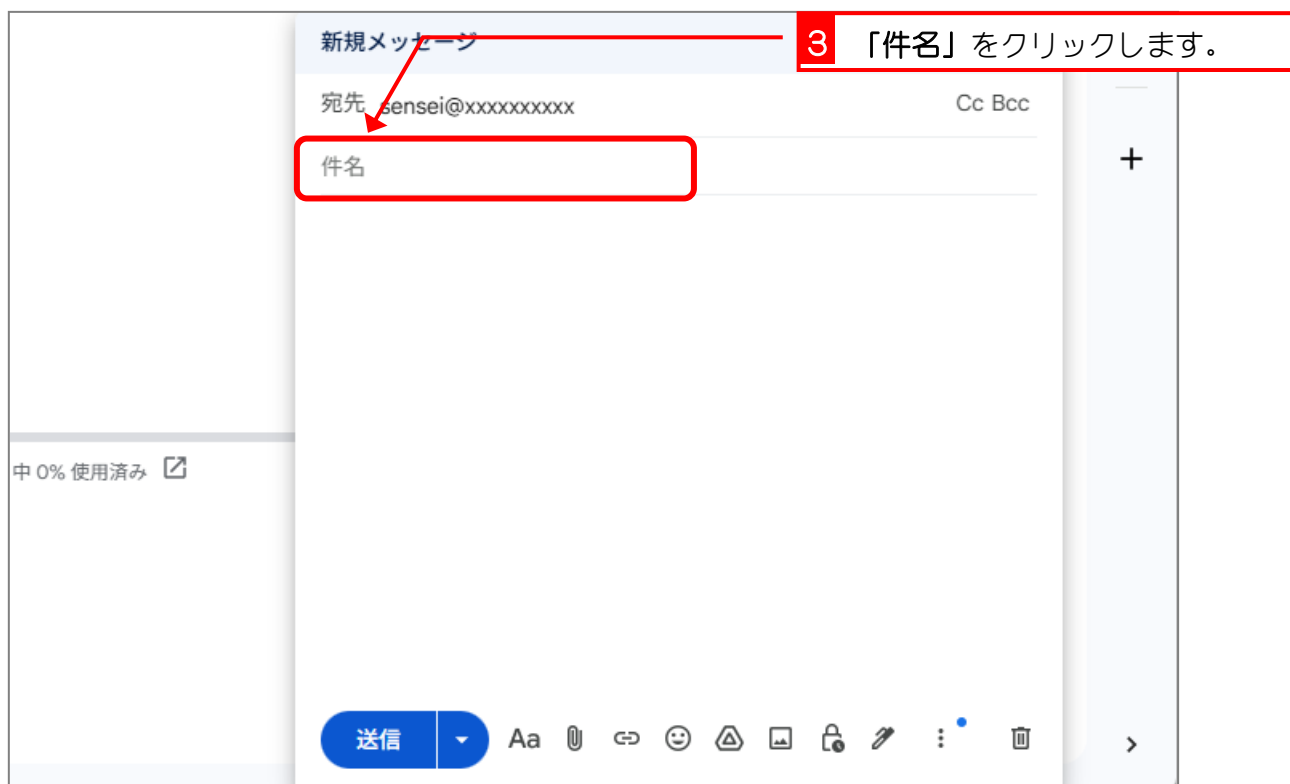 新規メッセージ
3 「件名」をクリックします。
宛先 sensei@xxxxxxxxxx Cc Bcc
件名
中 0% 使用済み
送信 Aa